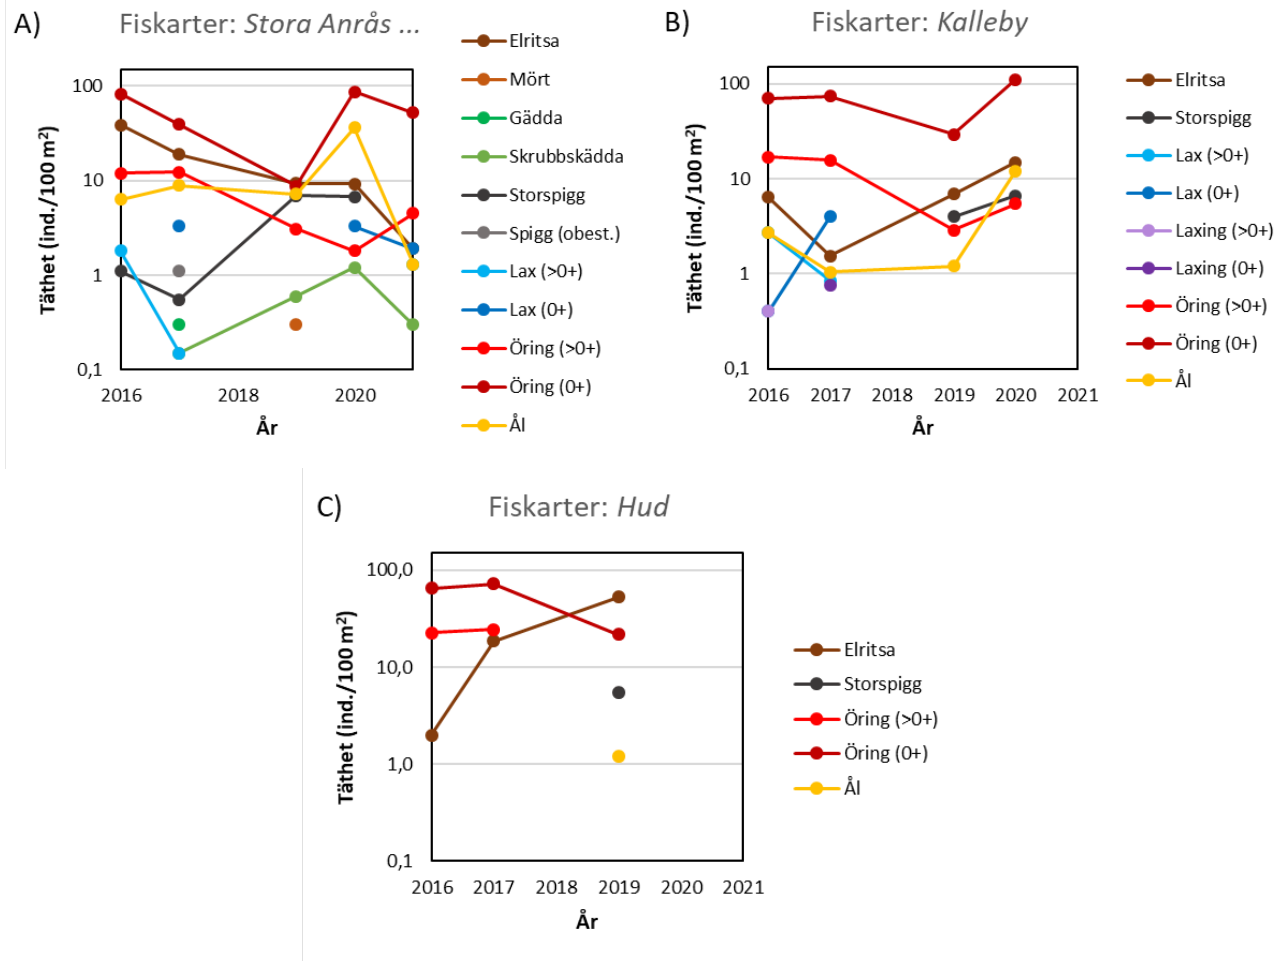 A)
Fiskarter: Stora Anrås ...
Täthet (ind./100 m²)
100
10
1
0,1
2016 2018 2020
År
Elritsa
Mört
Gädda
Skrubbskädda
Storspigg
Spigg (obest.)
Lax (>0+)
Lax (0+)
Öring (>0+)
Öring (0+)
Ål
B)
Fiskarter: Kalleby
Täthet (ind./100 m²)
100
10
1
0,1
2016 2017 2018 2019 2020 2021
År
Elritsa
Storspigg
Lax (>0+)
Lax (0+)
Laxing (>0+)
Laxing (0+)
Öring (>0+)
Öring (0+)
Ål
C)
Fiskarter: Hud
Täthet (ind./100 m²)
100,0
10,0
1,0
0,1
2016 2017 2018 2019 2020 2021
År
Elritsa
Storspigg
Öring (>0+)
Öring (0+)
Ål